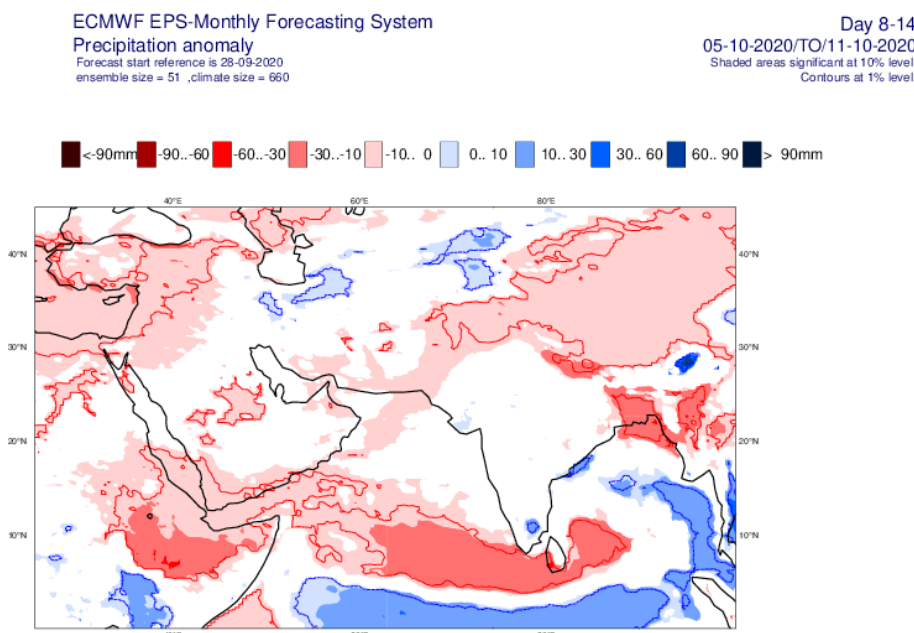 ECMWF EPS-Monthly Forecasting System
Precipitation anomaly
Forecast start reference is 28-09-2020
ensemble size = 51 ,climate size = 660
Day 8-14
05-10-2020/TO/11-10-2020
Shaded areas significant at 10% level
Contours at 1% level
<-90mm -90..-60 -60..-30 -30..-10 -10.. 0 0.. 10 10.. 30 30.. 60 60.. 90 > 90mm
40°E 60°E 80°E
40°N 40°N
30°N 30°N
20°N 20°N
10°N 10°N